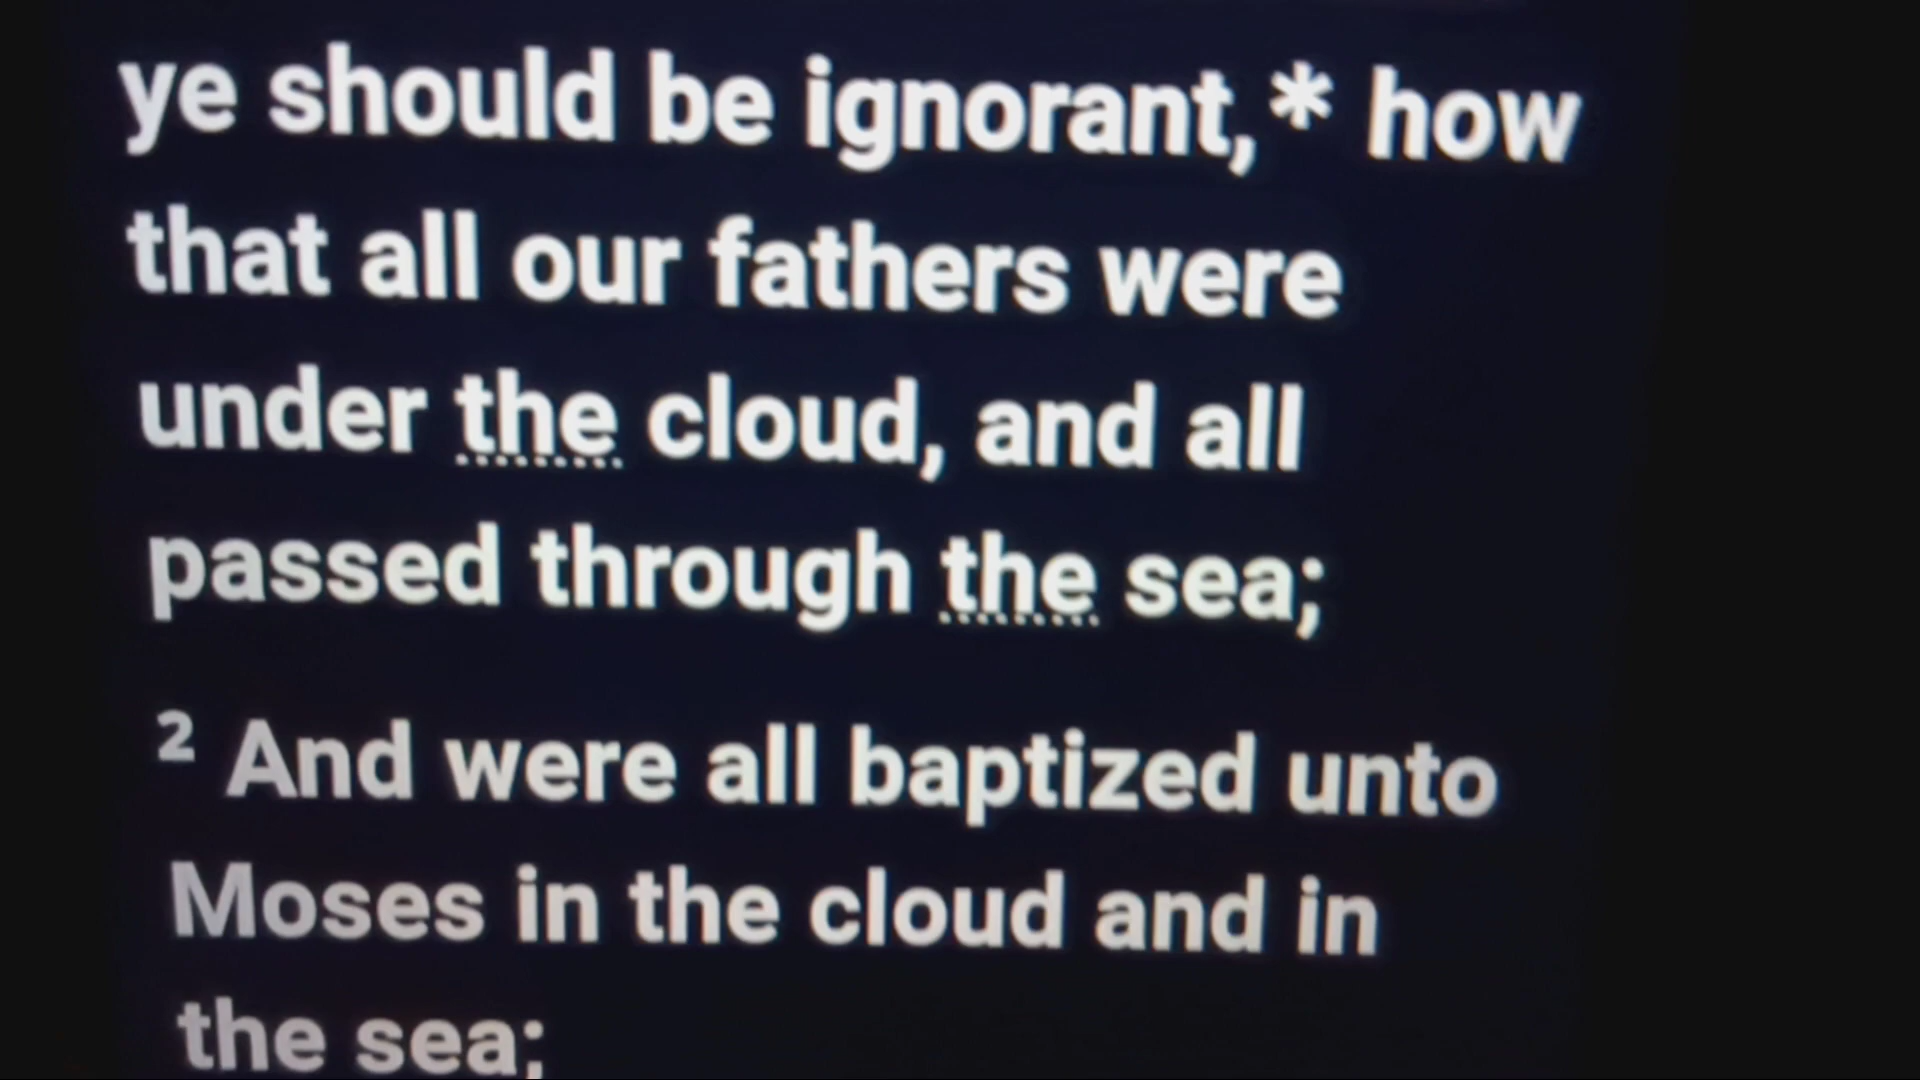 ye should be ignorant,* how
that all our fathers were
under the cloud, and all
passed through the sea;
² And were all baptized unto
Moses in the cloud and in
the sea;